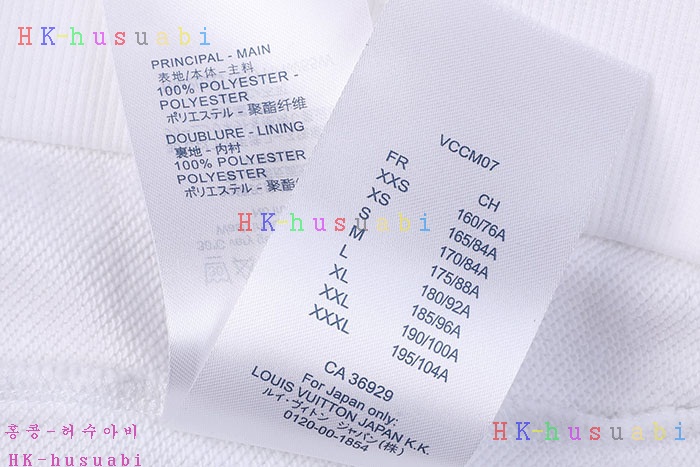 HK-husuabi
PRINCIPAL - MAIN
表地/本体-主料
100% POLYESTER -
POLYESTER
ポリエステル - 聚酯纤维
DOUBLURE - LINING
裏地 - 内衬
100% POLYESTER
POLYESTER
ポリエステル - 聚酯
HK-husuabi
VCCM07
FR CH
XXS 160/76A
XS 165/84A
S 170/84A
M 175/88A
L 180/92A
XL 185/96A
XXL 190/100A
XXXL 195/104A
CA 36929
For Japan only:
LOUIS VUITTON JAPAN K.K.
ルイ・ヴィトン ジャパン(株)
0120-00-1854
홍콩-허수아비
HK-husuabi
HK-husuabi